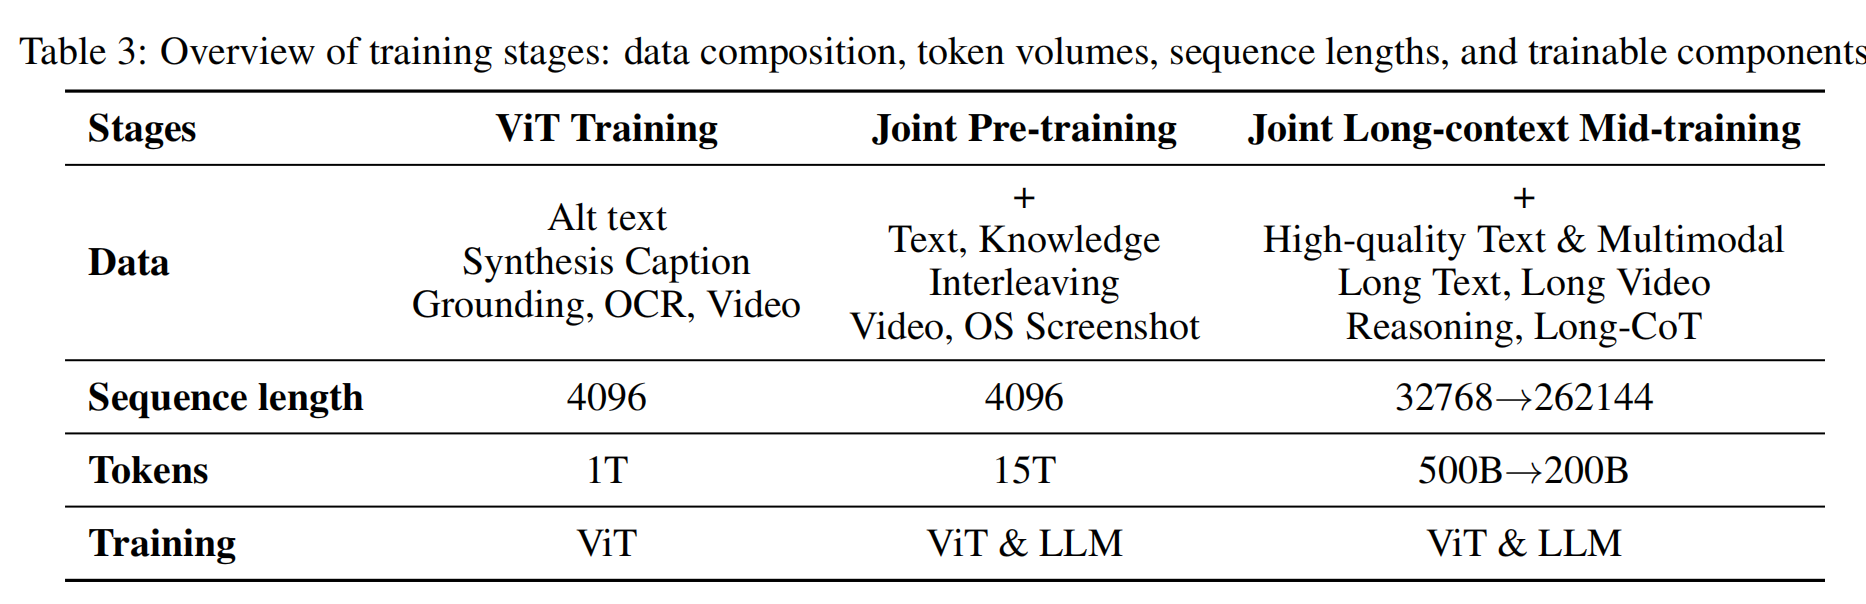 Table 3: Overview of training stages: data composition, token volumes, sequence lengths, and trainable components
Stages ViT Training Joint Pre-training Joint Long-context Mid-training
Data
Alt text
Synthesis Caption
Grounding, OCR, Video
+
Text, Knowledge
Interleaving
Video, OS Screenshot
+
High-quality Text & Multimodal
Long Text, Long Video
Reasoning, Long-CoT
Sequence length 4096 4096 32768→262144
Tokens 1T 15T 500B→200B
Training ViT ViT & LLM ViT & LLM